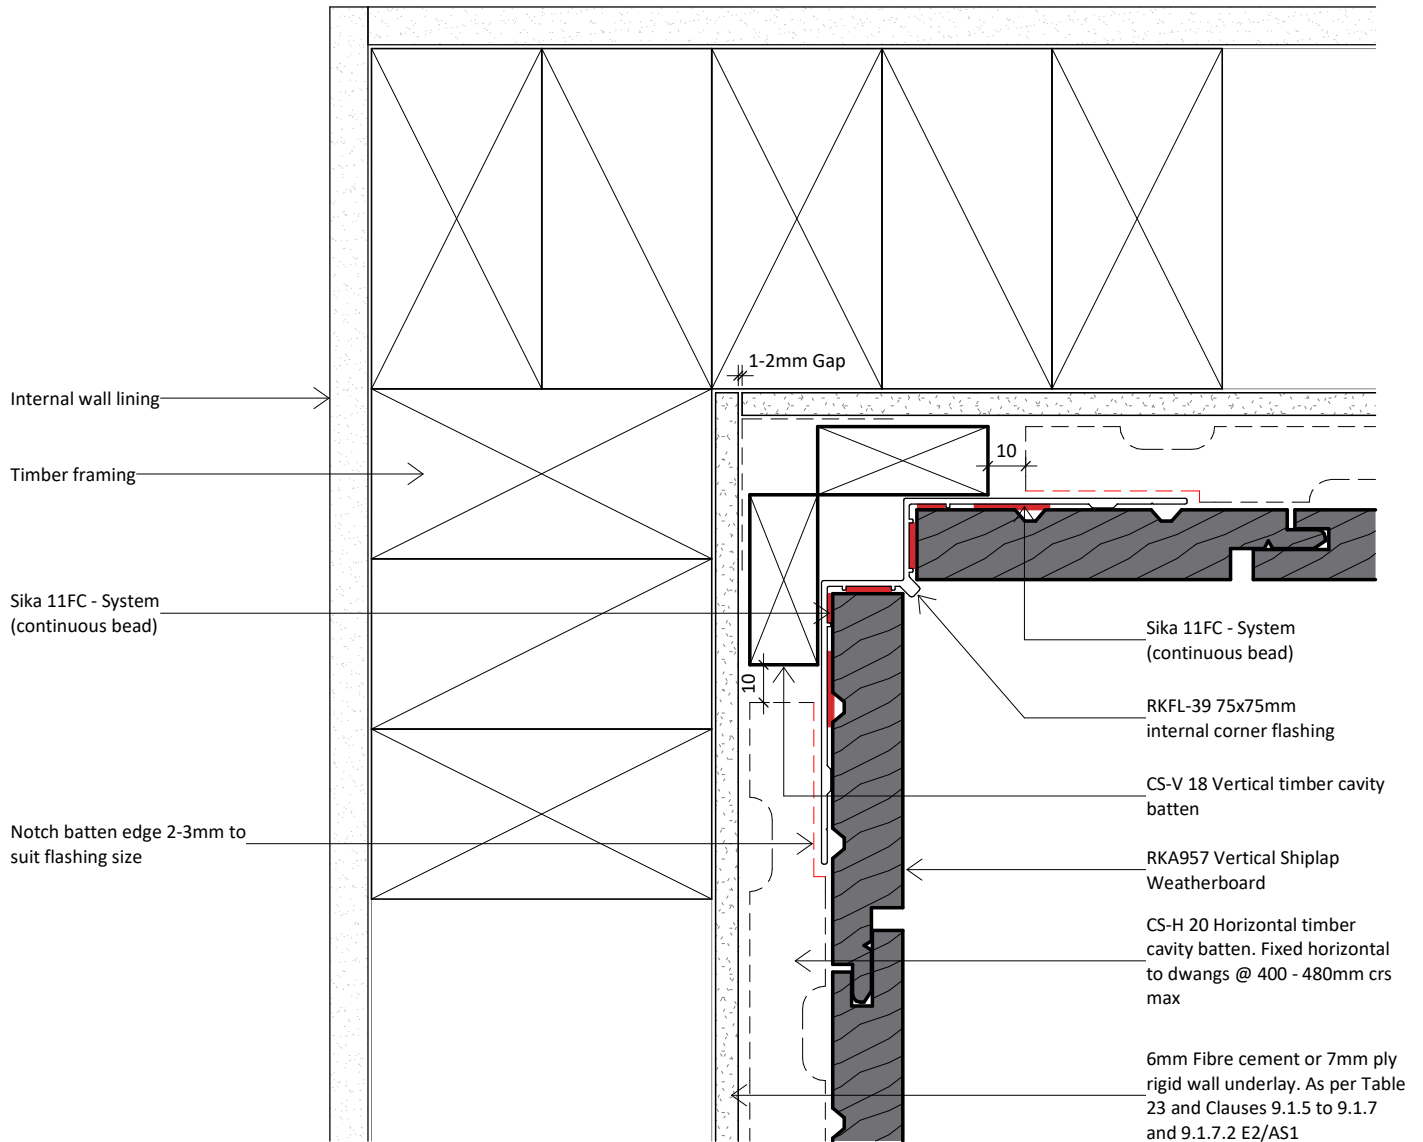 1-2mm Gap
Internal wall lining
10
Timber framing
Sika 11FC - System
(continuous bead)
Sika 11FC - System
(continuous bead)
10
RKFL-39 75x75mm
internal corner flashing
CS-V 18 Vertical timber cavity
batten
Notch batten edge 2-3mm to
suit flashing size
RKA957 Vertical Shiplap
Weatherboard
CS-H 20 Horizontal timber
cavity batten. Fixed horizontal
to dwangs @ 400 - 480mm crs
max
6mm Fibre cement or 7mm ply
rigid wall underlay. As per Table
23 and Clauses 9.1.5 to 9.1.7
and 9.1.7.2 E2/AS1